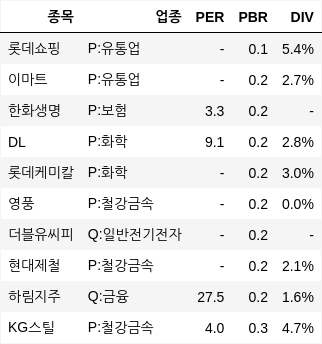 종목 업종 PER PBR DIV
롯데쇼핑 P:유통업 - 0.1 5.4%
이마트 P:유통업 - 0.2 2.7%
한화생명 P:보험 3.3 0.2 -
DL P:화학 9.1 0.2 2.8%
롯데케미칼 P:화학 - 0.2 3.0%
영풍 P:철강금속 - 0.2 0.0%
더블유씨피 Q:일반전기전자 - 0.2 -
현대제철 P:철강금속 - 0.2 2.1%
하림지주 Q:금융 27.5 0.2 1.6%
KG스틸 P:철강금속 4.0 0.3 4.7%